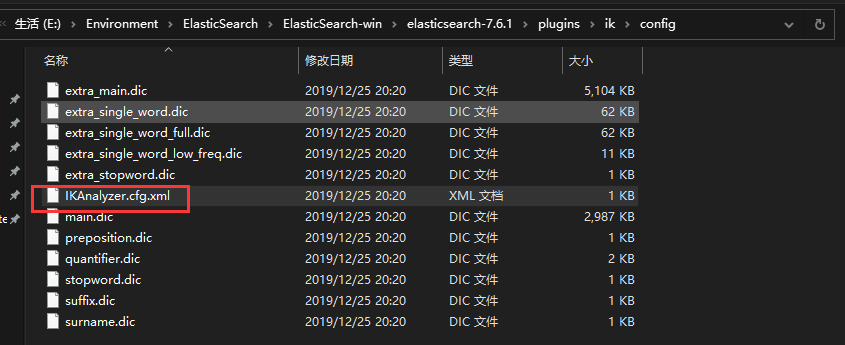 生活 (E:) > Environment > ElasticSearch > ElasticSearch-win > elasticsearch-7.6.1 > plugins > ik > config
名称 修改日期 类型 大小
extra_main.dic 2019/12/25 20:20 DIC 文件 5,104 KB
extra_single_word.dic 2019/12/25 20:20 DIC 文件 62 KB
extra_single_word_full.dic 2019/12/25 20:20 DIC 文件 62 KB
extra_single_word_low_freq.dic 2019/12/25 20:20 DIC 文件 11 KB
extra_stopword.dic 2019/12/25 20:20 DIC 文件 1 KB
IKAnalyzer.cfg.xml 2019/12/25 20:20 XML 文档 1 KB
main.dic 2019/12/25 20:20 DIC 文件 2,987 KB
preposition.dic 2019/12/25 20:20 DIC 文件 1 KB
quantifier.dic 2019/12/25 20:20 DIC 文件 2 KB
stopword.dic 2019/12/25 20:20 DIC 文件 1 KB
suffix.dic 2019/12/25 20:20 DIC 文件 1 KB
surname.dic 2019/12/25 20:20 DIC 文件 1 KB